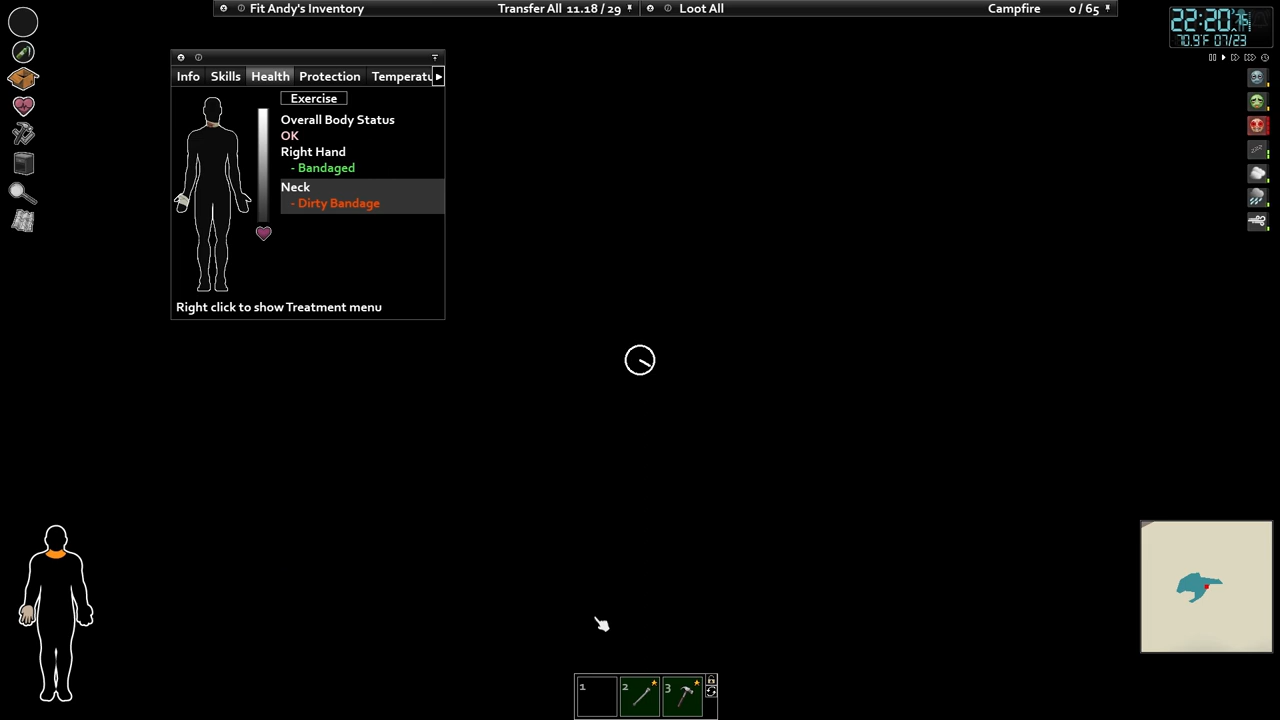 Fit Andy's Inventory Transfer All 11.18 / 29
Loot All Campfire 0 / 65
22:20
70.9°F 07/23
Info Skills Health Protection Temperatu
Exercise
Overall Body Status
OK
Right Hand
- Bandaged
Neck
- Dirty Bandage
Right click to show Treatment menu
1 2 3